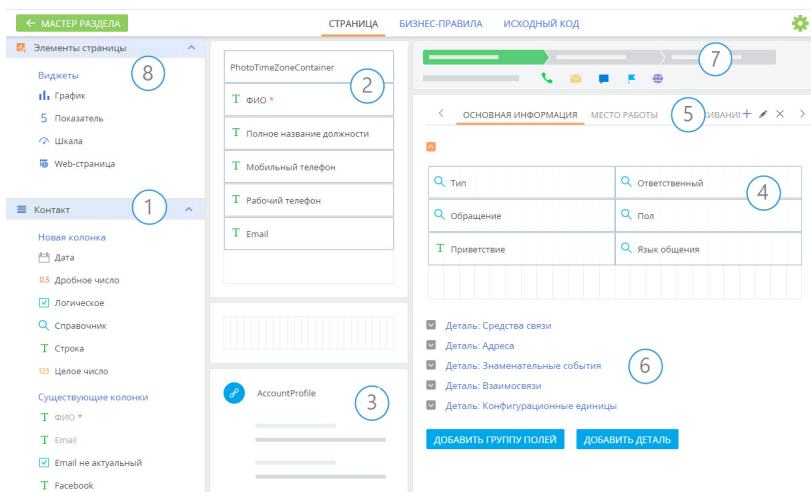 ← МАСТЕР РАЗДЕЛА
СТРАНИЦА БИЗНЕС-ПРАВИЛА ИСХОДНЫЙ КОД
Элементы страницы
8
Виджеты
График
5 Показатель
Шкала
Web-страница
Контакт
1
Новая колонка
Дата
0.5 Дробное число
Логическое
Справочник
T Строка
123 Целое число
Существующие колонки
T ФИО *
T Email
Email не актуальный
T Facebook
PhotoTimeZoneContainer
2
T ФИО *
T Полное название должности
T Мобильный телефон
T Рабочий телефон
T Email
AccountProfile
3
7
ОСНОВНАЯ ИНФОРМАЦИЯ МЕСТО РАБОТЫ 5
Тип Ответственный
4
Обращение Пол
T Приветствие Язык общения
Деталь: Средства связи
Деталь: Адреса
Деталь: Знаменательные события
6
Деталь: Взаимосвязи
Деталь: Конфигурационные единицы
ДОБАВИТЬ ГРУППУ ПОЛЕЙ ДОБАВИТЬ ДЕТАЛЬ